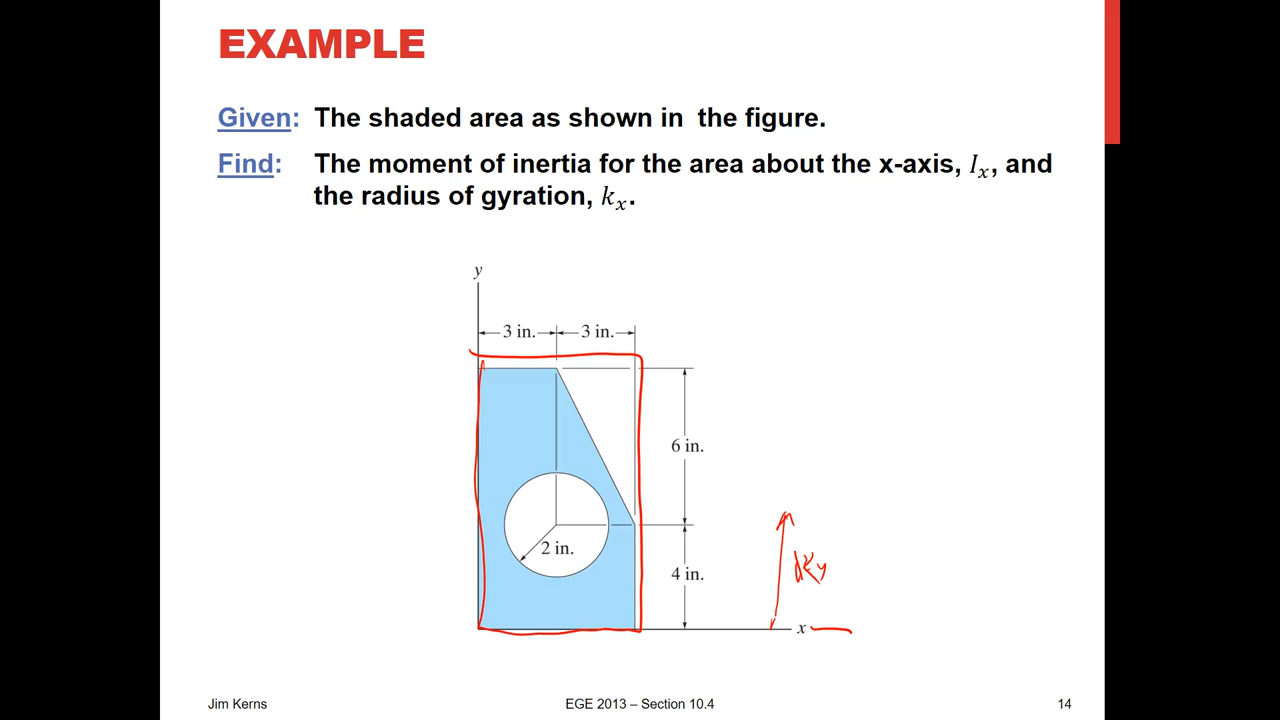 EXAMPLE
Given: The shaded area as shown in the figure.
Find: The moment of inertia for the area about the x-axis, Iₓ, and
the radius of gyration, kₓ.
y
3 in. 3 in.
6 in.
2 in.
4 in.
x
Jim Kerns EGE 2013 – Section 10.4 14